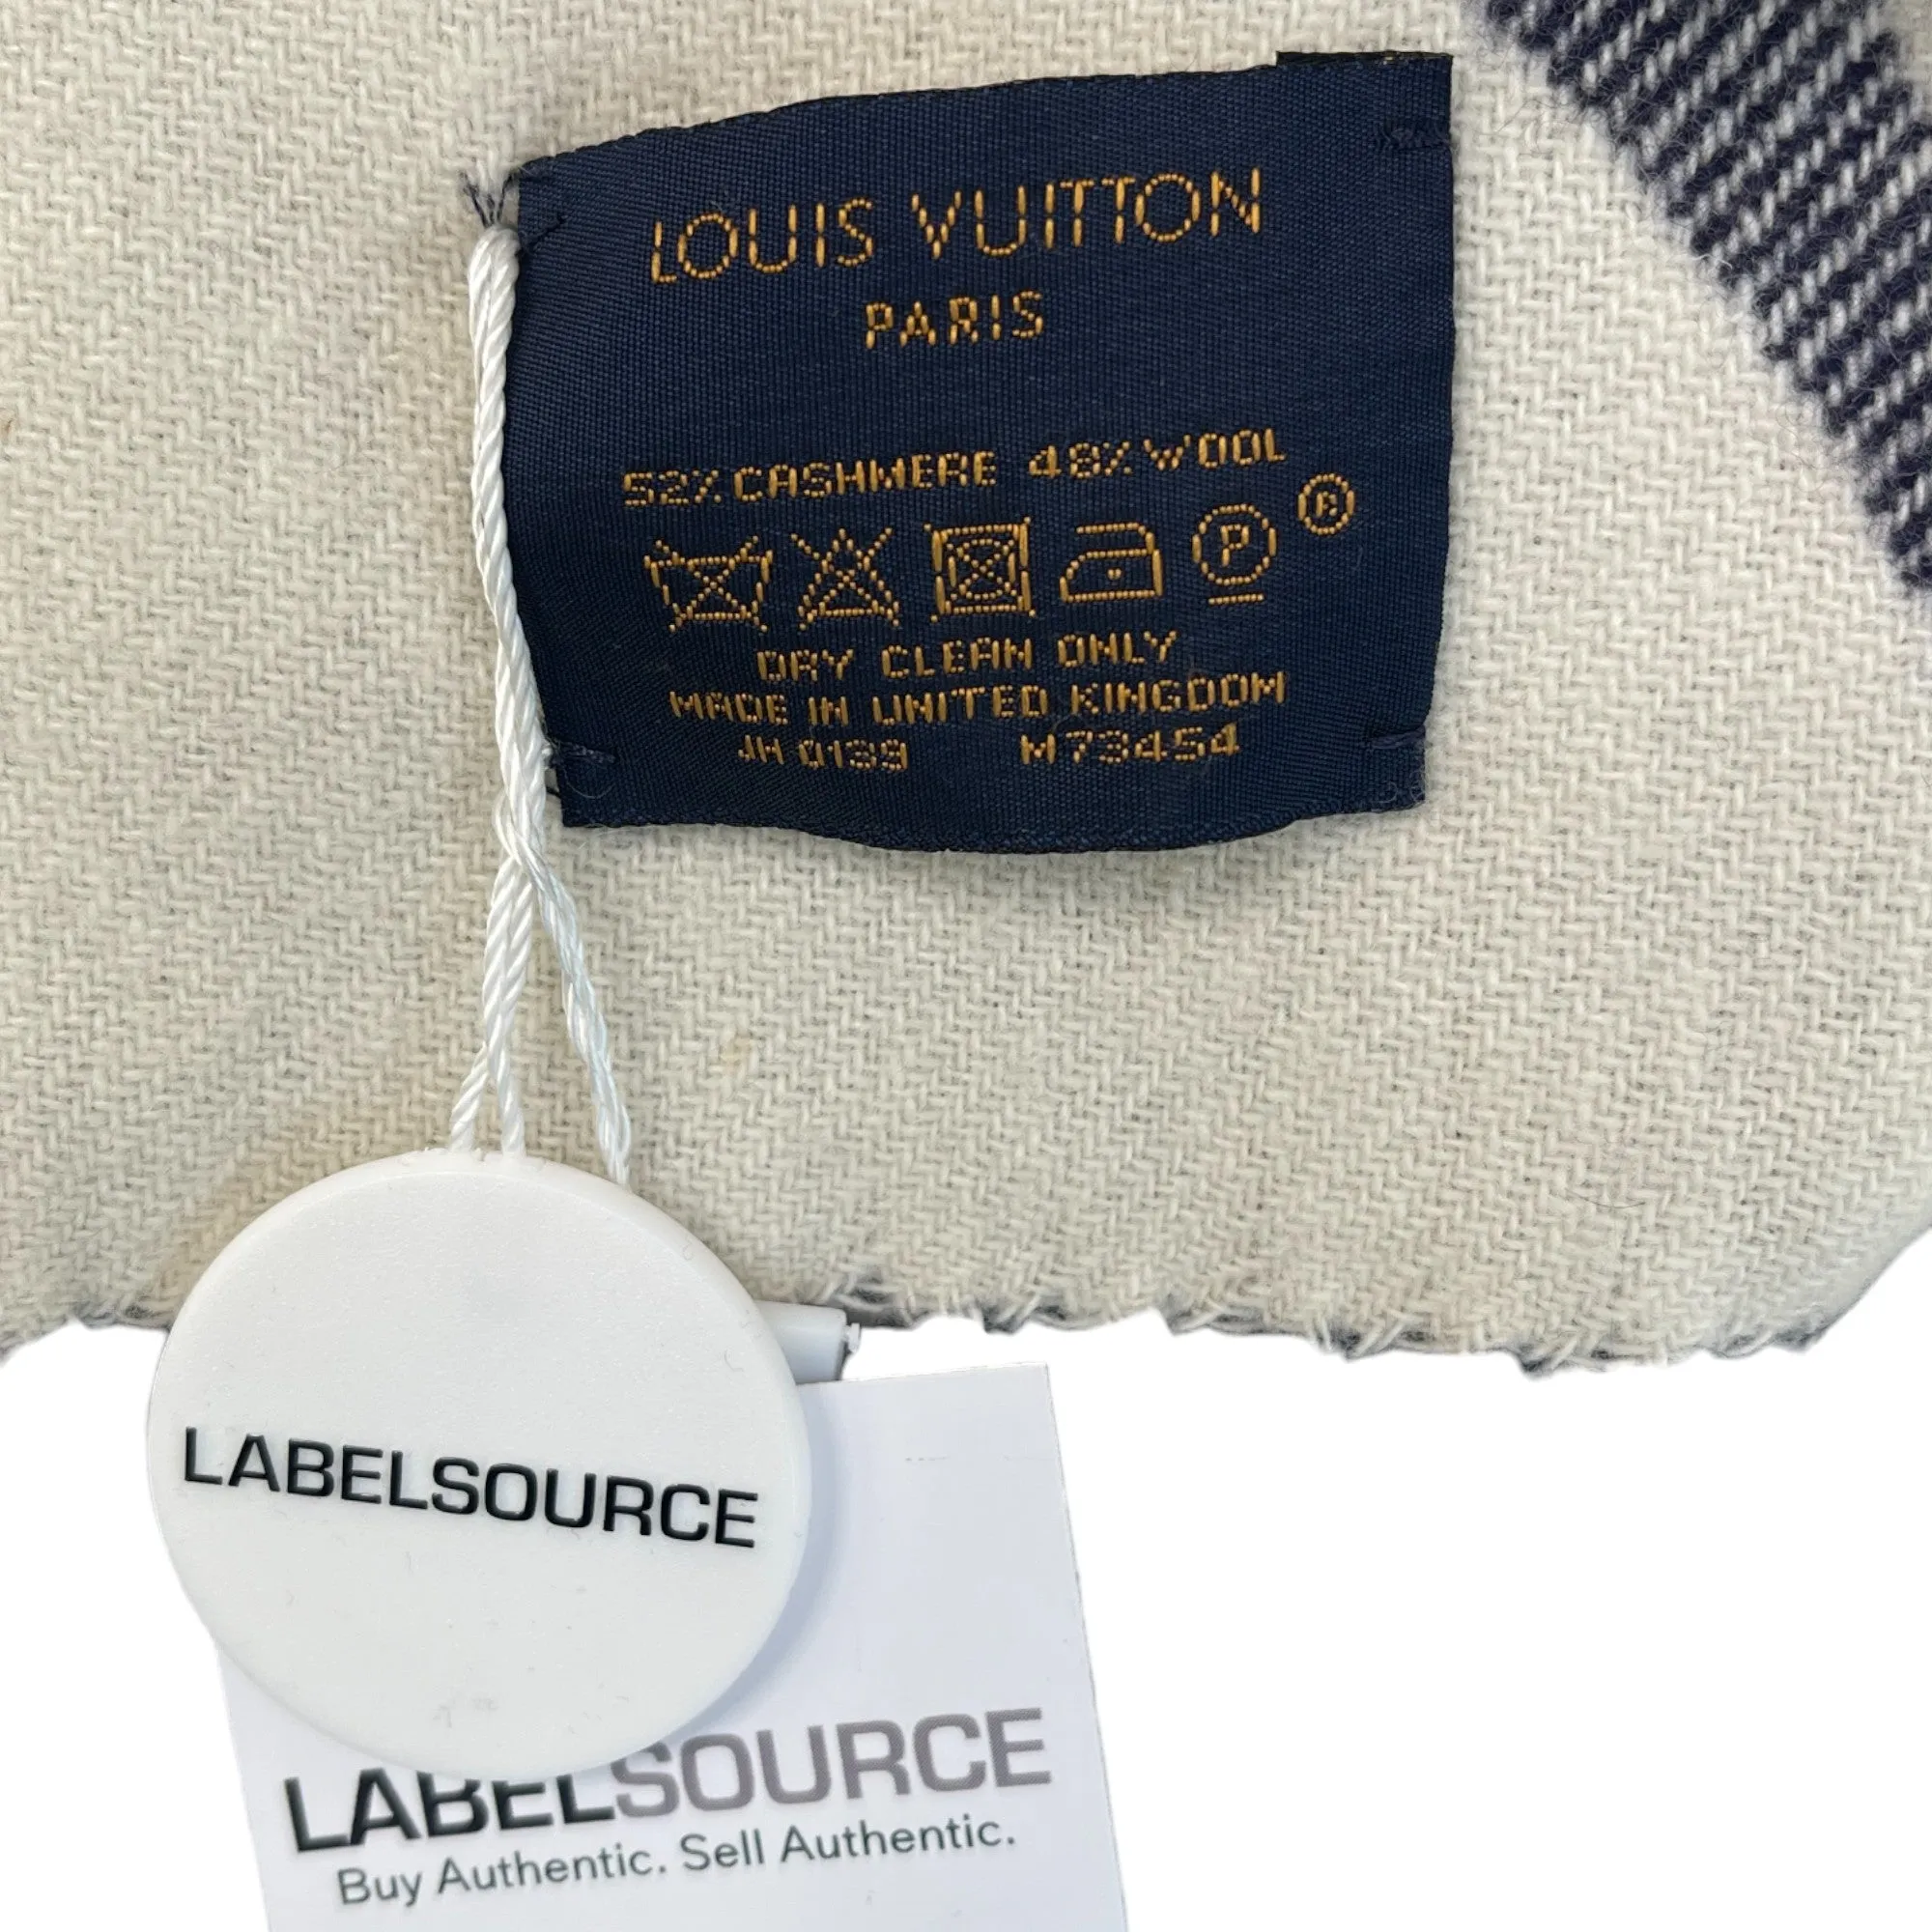 LOUIS VUITTON
PARIS
52% CASHMERE 48% WOOL
P
®
DRY CLEAN ONLY
MADE IN UNITED KINGDOM
JH0139 M73454
LABELSOURCE
LABELSOURCE
Buy Authentic. Sell Authentic.